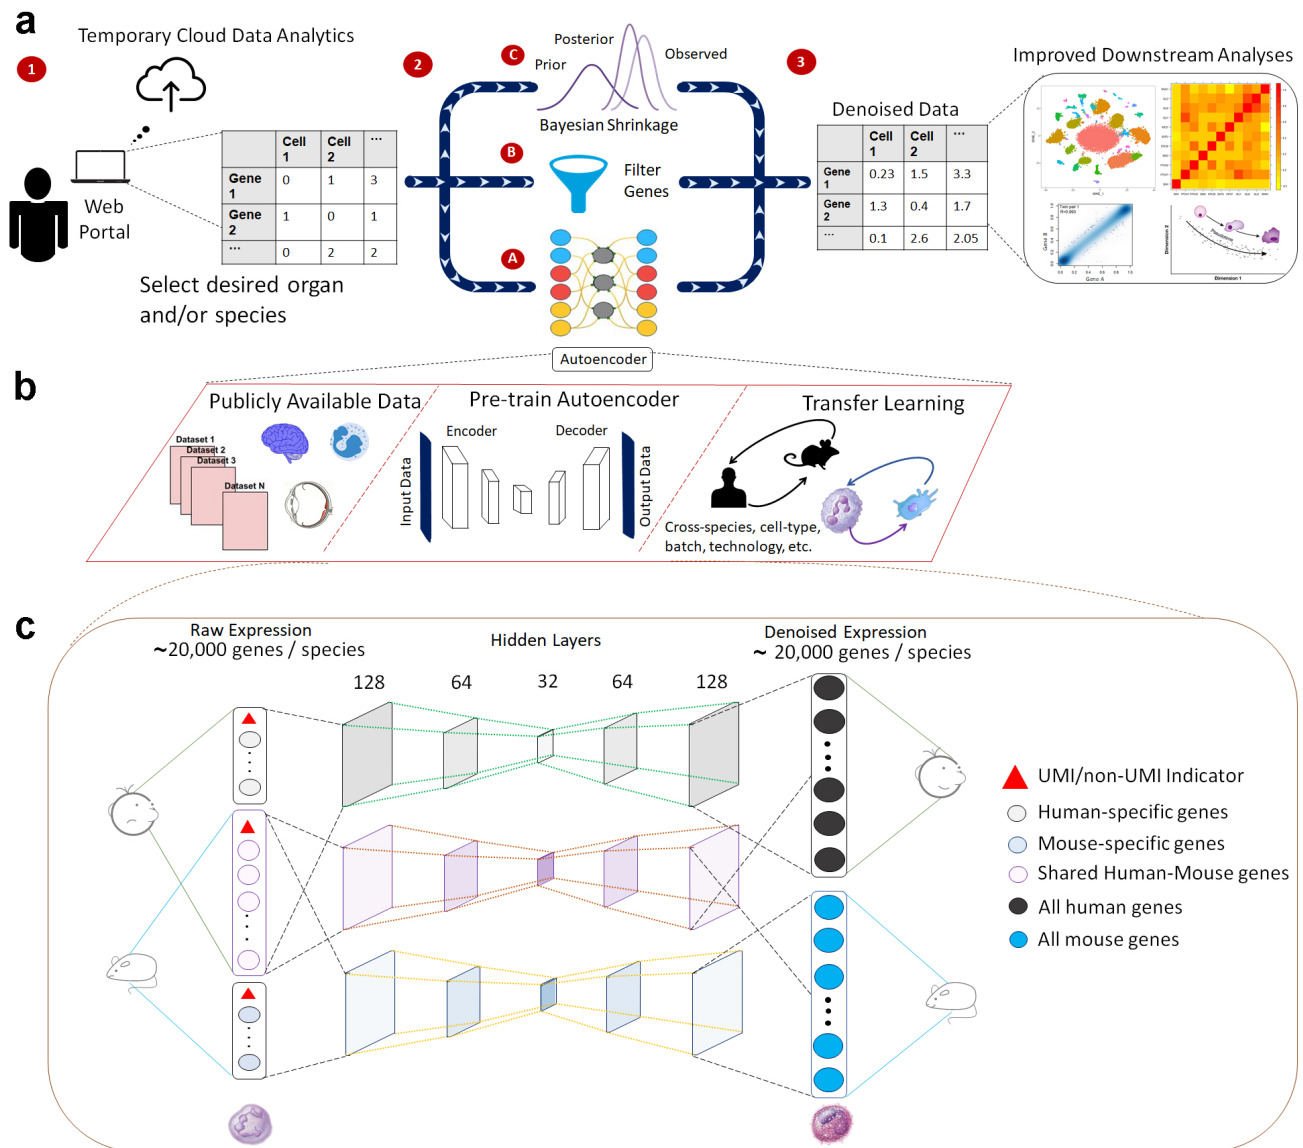 a
Temporary Cloud Data Analytics
1
Web
Portal
Cell 1
Cell 2
...
Gene 1
0
1
3
Gene 2
1
0
1
...
0
2
2
Select desired organ
and/or species
2
C
Prior
Posterior
Observed
Bayesian Shrinkage
B
Filter
Genes
A
Autoencoder
3
Denoised Data
Cell 1
Cell 2
...
Gene 1
0.23
1.5
3.3
Gene 2
1.3
0.4
1.7
...
0.1
2.6
2.05
Improved Downstream Analyses
Gene B
Gene A
Pseudotime
Dimension 2
Dimension 1
b
Publicly Available Data
Dataset 1
Dataset 2
Dataset 3
Dataset N
Pre-train Autoencoder
Encoder
Decoder
Input Data
Output Data
Transfer Learning
Cross-species, cell-type,
batch, technology, etc.
c
Raw Expression
~20,000 genes / species
Hidden Layers
Denoised Expression
~ 20,000 genes / species
128
64
32
64
128
UMI/non-UMI Indicator
Human-specific genes
Mouse-specific genes
Shared Human-Mouse genes
All human genes
All mouse genes